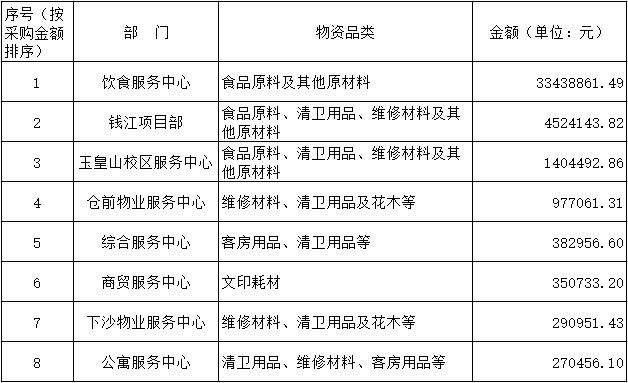 序号（按
采购金额
排序）
部　门
物资品类
金额（单位：元）
1
饮食服务中心
食品原料及其他原材料
33438861.49
2
钱江项目部
食品原料、清卫用品、维修材料及其
他原材料
4524143.82
3
玉皇山校区服务中心
食品原料、清卫用品、维修材料及其
他原材料
1404492.86
4
仓前物业服务中心
维修材料、清卫用品及花木等
977061.31
5
综合服务中心
客房用品、清卫用品等
382956.60
6
商贸服务中心
文印耗材
350733.20
7
下沙物业服务中心
维修材料、清卫用品及花木等
290951.43
8
公寓服务中心
清卫用品、维修材料、客房用品等
270456.10